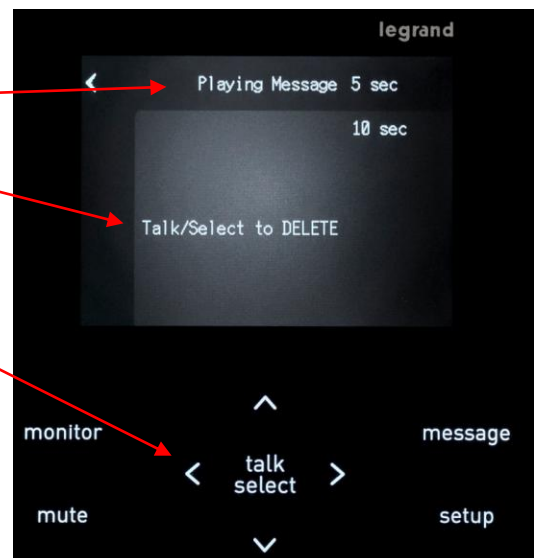 legrand
Playing Message 5 sec
10 sec
Talk/Select to DELETE
monitor
message
talk
select
mute
setup